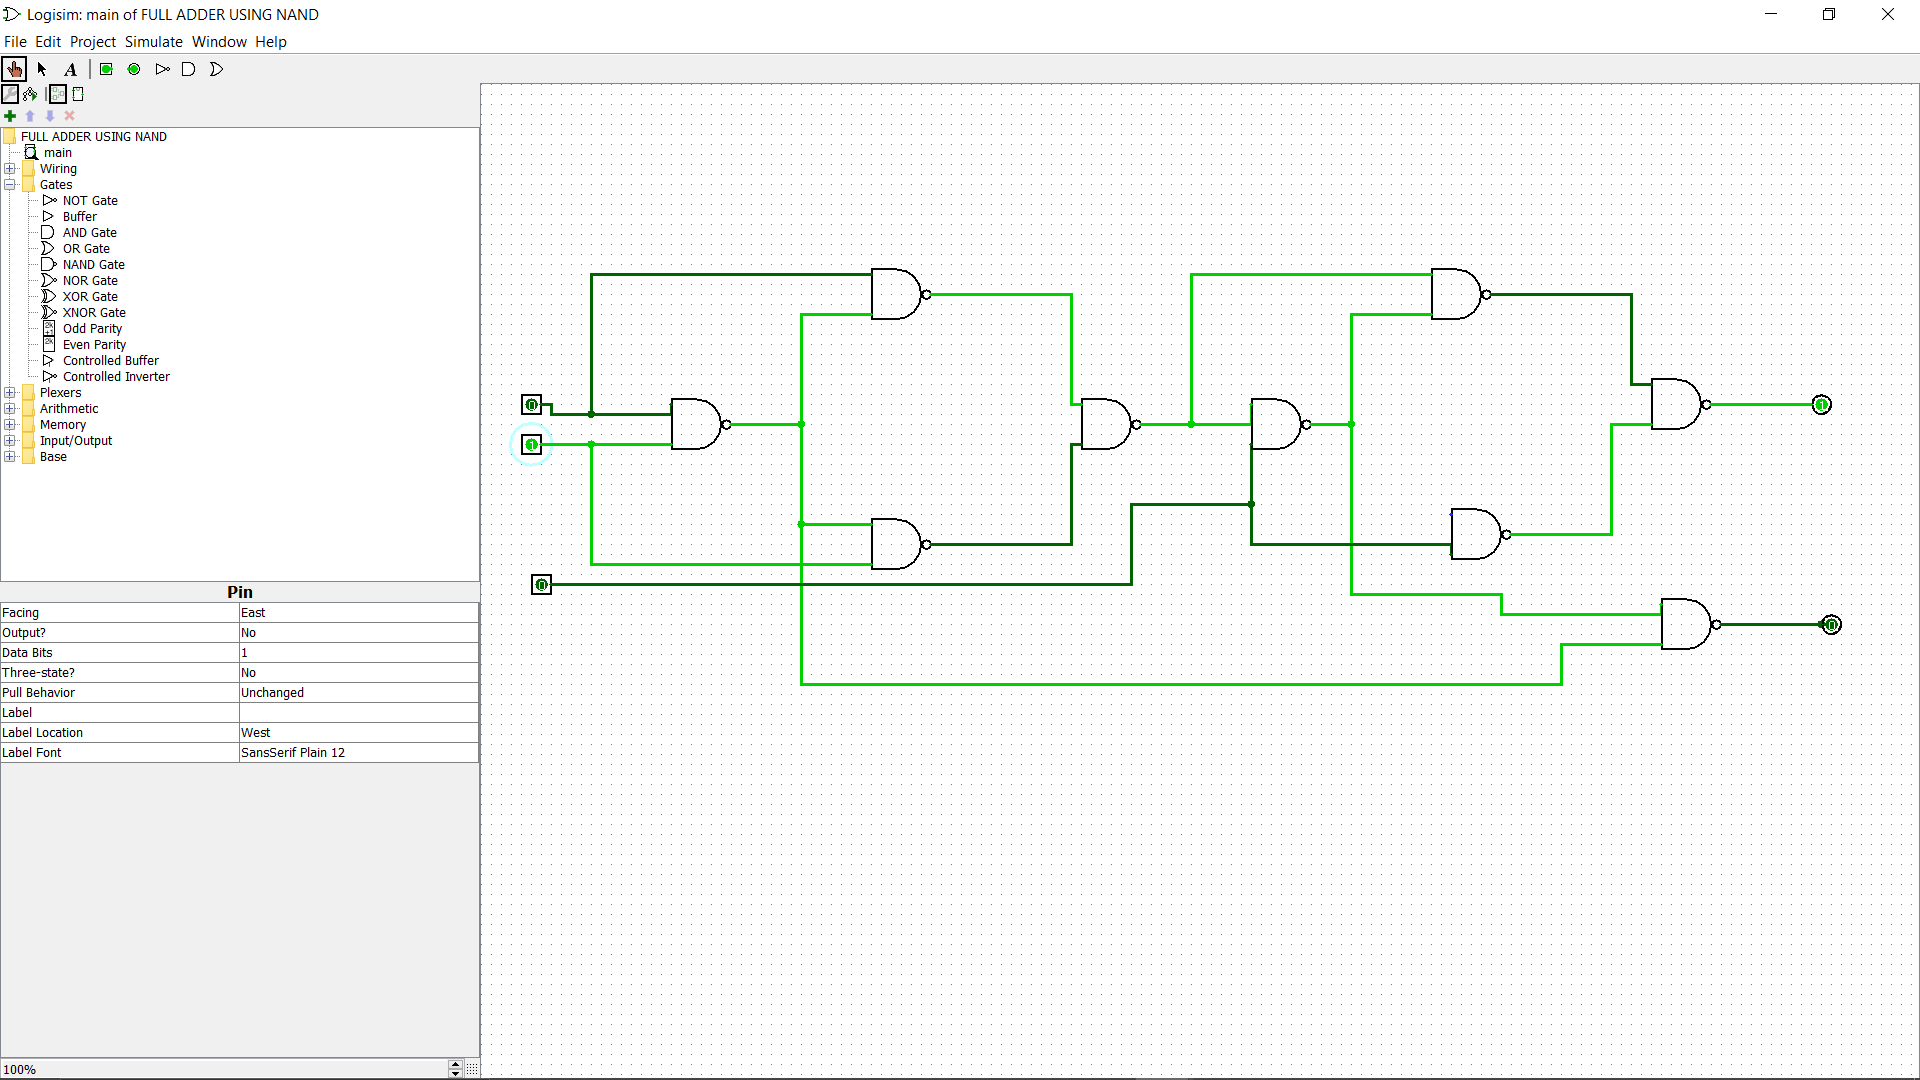 Logisim: main of FULL ADDER USING NAND
File Edit Project Simulate Window Help
A
FULL ADDER USING NAND
main
Wiring
Gates
NOT Gate
Buffer
AND Gate
OR Gate
NAND Gate
NOR Gate
XOR Gate
XNOR Gate
Odd Parity
Even Parity
Controlled Buffer
Controlled Inverter
Plexers
Arithmetic
Memory
Input/Output
Base
Pin
Facing East
Output? No
Data Bits 1
Three-state? No
Pull Behavior Unchanged
Label
Label Location West
Label Font SansSerif Plain 12
100%
0
1
0
1
0